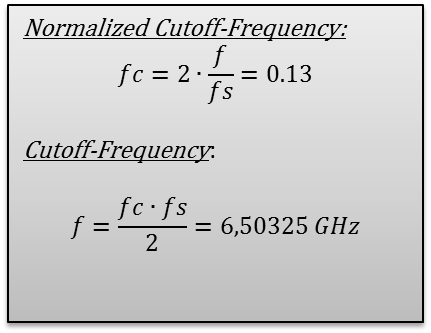 Normalized Cutoff-Frequency:
fc = 2 · f/fs = 0.13
Cutoff-Frequency:
f = fc · fs/2 = 6,50325 GHz